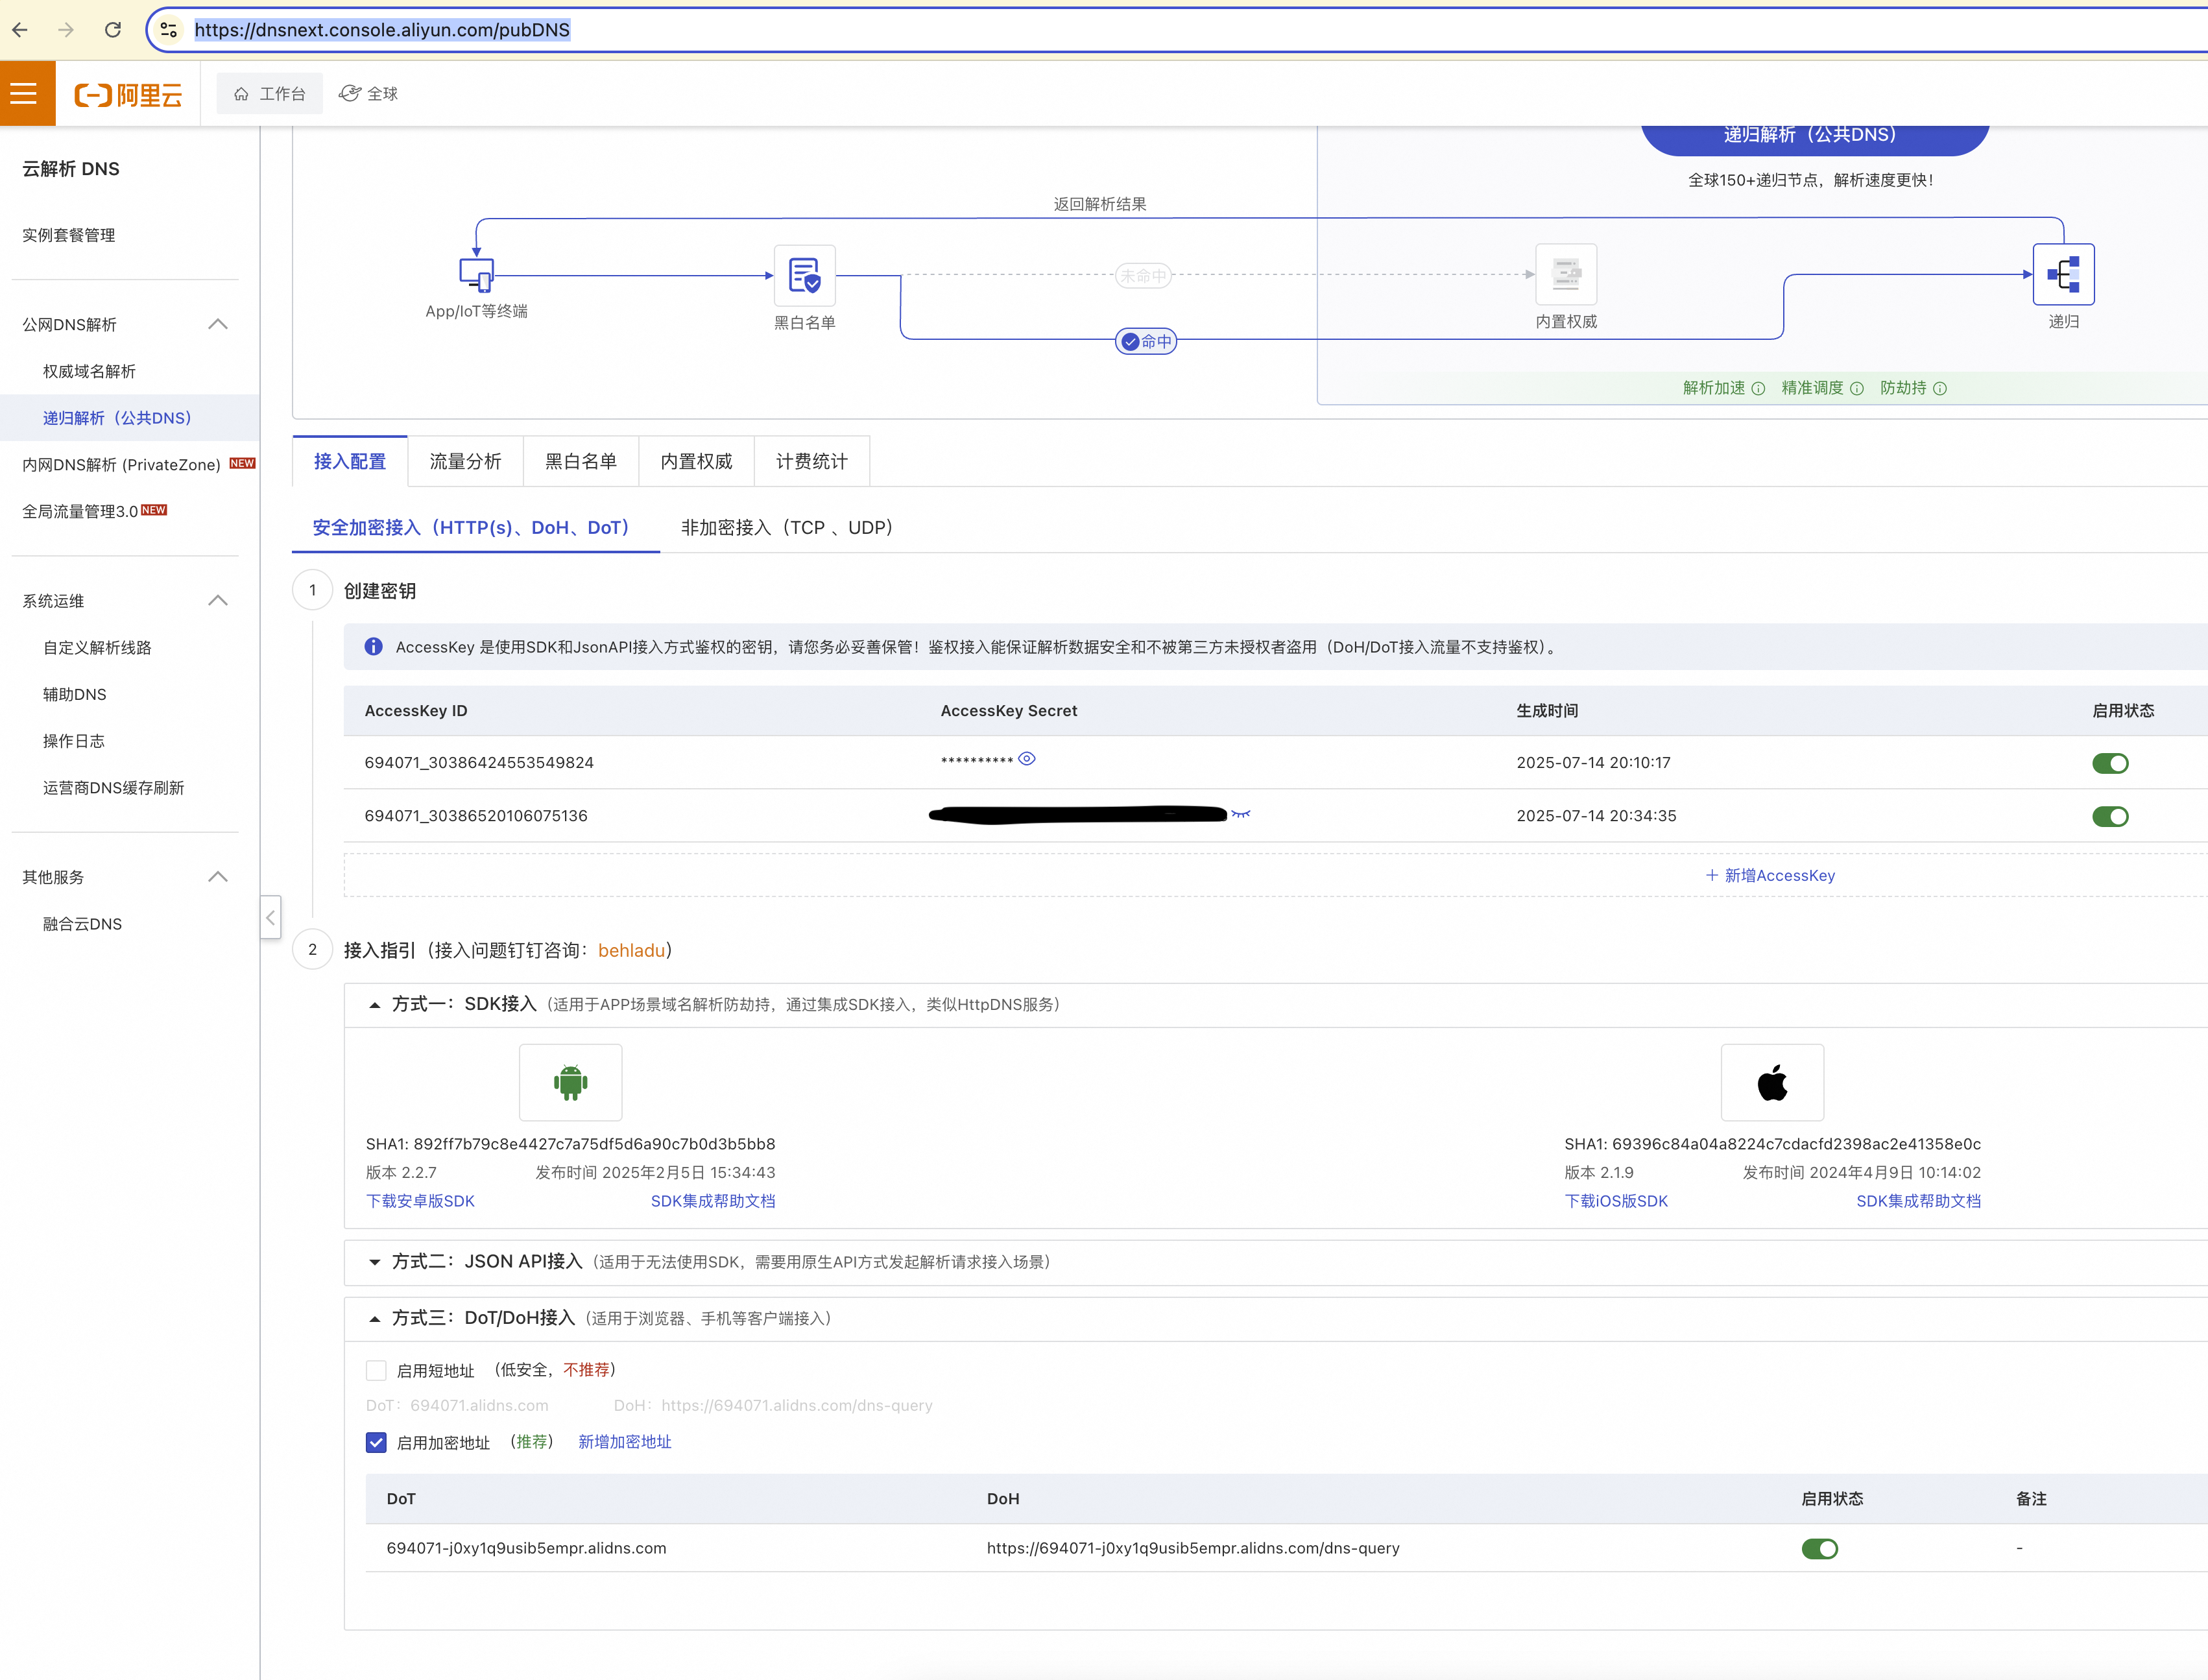 https://dnsnext.console.aliyun.com/pubDNS
阿里云
工作台
全球
云解析 DNS
实例套餐管理
公网DNS解析
权威域名解析
递归解析（公共DNS）
内网DNS解析 (PrivateZone) NEW
全局流量管理3.0 NEW
系统运维
自定义解析线路
辅助DNS
操作日志
运营商DNS缓存刷新
其他服务
融合云DNS
递归解析（公共DNS）
全球150+递归节点，解析速度更快！
返回解析结果
App/IoT等终端
黑白名单
未命中
命中
内置权威
递归
解析加速 精准调度 防劫持
接入配置 流量分析 黑白名单 内置权威 计费统计
安全加密接入（HTTP(s)、DoH、DoT） 非加密接入（TCP 、UDP）
1 创建密钥
AccessKey 是使用SDK和JsonAPI接入方式鉴权的密钥，请您务必妥善保管！鉴权接入能保证解析数据安全和不被第三方未授权者盗用（DoH/DoT接入流量不支持鉴权）。
AccessKey ID AccessKey Secret 生成时间 启用状态
694071_30386424553549824 ********** 2025-07-14 20:10:17
694071_30386520106075136 2025-07-14 20:34:35
+ 新增AccessKey
2 接入指引（接入问题钉钉咨询：behladu）
方式一：SDK接入（适用于APP场景域名解析防劫持，通过集成SDK接入，类似HttpDNS服务）
SHA1: 892ff7b79c8e4427c7a75df5d6a90c7b0d3b5bb8
版本 2.2.7 发布时间 2025年2月5日 15:34:43
下载安卓版SDK SDK集成帮助文档
SHA1: 69396c84a04a8224c7cdacfd2398ac2e41358e0c
版本 2.1.9 发布时间 2024年4月9日 10:14:02
下载iOS版SDK SDK集成帮助文档
方式二：JSON API接入（适用于无法使用SDK，需要用原生API方式发起解析请求接入场景）
方式三：DoT/DoH接入（适用于浏览器、手机等客户端接入）
启用短地址 （低安全，不推荐）
DoT：694071.alidns.com DoH：https://694071.alidns.com/dns-query
启用加密地址 （推荐） 新增加密地址
DoT DoH 启用状态 备注
694071-j0xy1q9usib5empr.alidns.com https://694071-j0xy1q9usib5empr.alidns.com/dns-query -